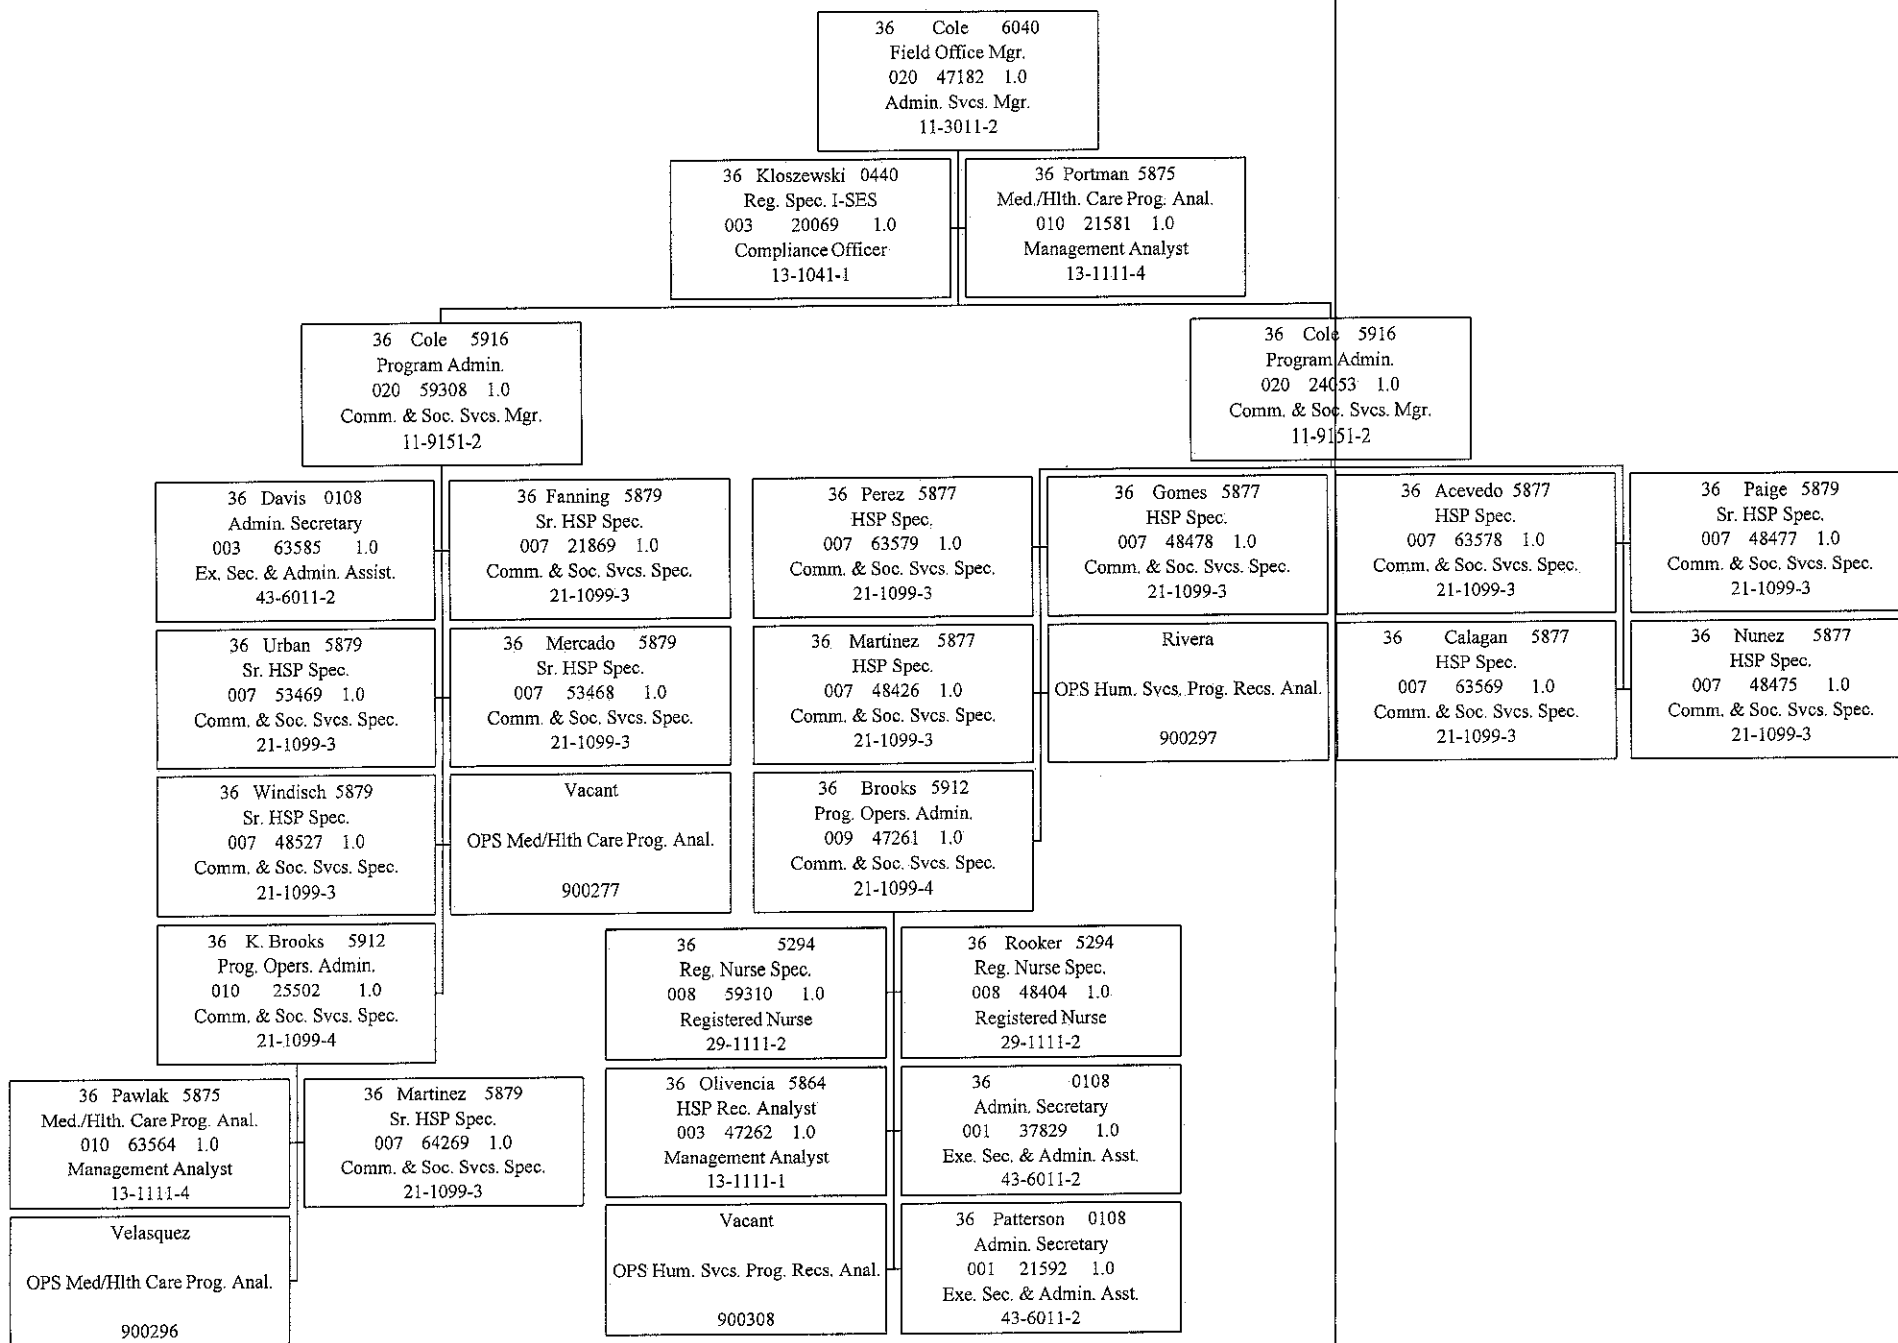 36 Cole 6040
Field Office Mgr.
020 47182 1.0
Admin. Svcs. Mgr.
11-3011-2
36 Kloszewski 0440
Reg. Spec. I-SES
003 20069 1.0
Compliance Officer
13-1041-1
36 Portman 5875
Med./Hlth. Care Prog. Anal.
010 21581 1.0
Management Analyst
13-1111-4
36 Cole 5916
Program Admin.
020 59308 1.0
Comm. & Soc. Svcs. Mgr.
11-9151-2
36 Cole 5916
Program Admin.
020 24053 1.0
Comm. & Soc. Svcs. Mgr.
11-9151-2
36 Davis 0108
Admin. Secretary
003 63585 1.0
Ex. Sec. & Admin. Assist.
43-6011-2
36 Fanning 5879
Sr. HSP Spec.
007 21869 1.0
Comm. & Soc. Svcs. Spec.
21-1099-3
36 Perez 5877
HSP Spec.
007 63579 1.0
Comm. & Soc. Svcs. Spec.
21-1099-3
36 Gomes 5877
HSP Spec.
007 48478 1.0
Comm. & Soc. Svcs. Spec.
21-1099-3
36 Acevedo 5877
HSP Spec.
007 63578 1.0
Comm. & Soc. Svcs. Spec.
21-1099-3
36 Paige 5879
Sr. HSP Spec.
007 48477 1.0
Comm. & Soc. Svcs. Spec.
21-1099-3
36 Urban 5879
Sr. HSP Spec.
007 53469 1.0
Comm. & Soc. Svcs. Spec.
21-1099-3
36 Mercado 5879
Sr. HSP Spec.
007 53468 1.0
Comm. & Soc. Svcs. Spec.
21-1099-3
36 Martinez 5877
HSP Spec.
007 48426 1.0
Comm. & Soc. Svcs. Spec.
21-1099-3
Rivera
OPS Hum. Svcs. Prog. Recs. Anal.
900297
36 Calagan 5877
HSP Spec.
007 63569 1.0
Comm. & Soc. Svcs. Spec.
21-1099-3
36 Nunez 5877
HSP Spec.
007 48475 1.0
Comm. & Soc. Svcs. Spec.
21-1099-3
36 Windisch 5879
Sr. HSP Spec.
007 48527 1.0
Comm. & Soc. Svcs. Spec.
21-1099-3
Vacant
OPS Med/Hlth Care Prog. Anal.
900277
36 Brooks 5912
Prog. Opers. Admin.
009 47261 1.0
Comm. & Soc. Svcs. Spec.
21-1099-4
36 K. Brooks 5912
Prog. Opers. Admin.
010 25502 1.0
Comm. & Soc. Svcs. Spec.
21-1099-4
36 5294
Reg. Nurse Spec.
008 59310 1.0
Registered Nurse
29-1111-2
36 Rooker 5294
Reg. Nurse Spec.
008 48404 1.0
Registered Nurse
29-1111-2
36 Pawlak 5875
Med./Hlth. Care Prog. Anal.
010 63564 1.0
Management Analyst
13-1111-4
36 Martinez 5879
Sr. HSP Spec.
007 64269 1.0
Comm. & Soc. Svcs. Spec.
21-1099-3
36 Olivencia 5864
HSP Rec. Analyst
003 47262 1.0
Management Analyst
13-1111-1
36 0108
Admin. Secretary
001 37829 1.0
Exe. Sec. & Admin. Asst.
43-6011-2
Velasquez
OPS Med/Hlth Care Prog. Anal.
900296
Vacant
OPS Hum. Svcs. Prog. Recs. Anal.
900308
36 Patterson 0108
Admin. Secretary
001 21592 1.0
Exe. Sec. & Admin. Asst.
43-6011-2